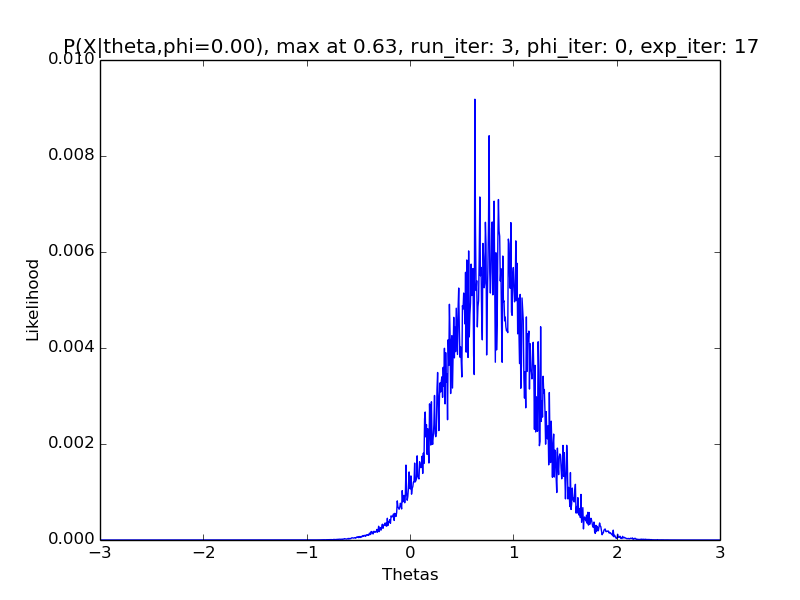 P(X|theta,phi=0.00), max at 0.63, run_iter: 3, phi_iter: 0, exp_iter: 17
0.010
0.008
0.006
0.004
0.002
0.000
Likelihood
−3 −2 −1 0 1 2 3
Thetas